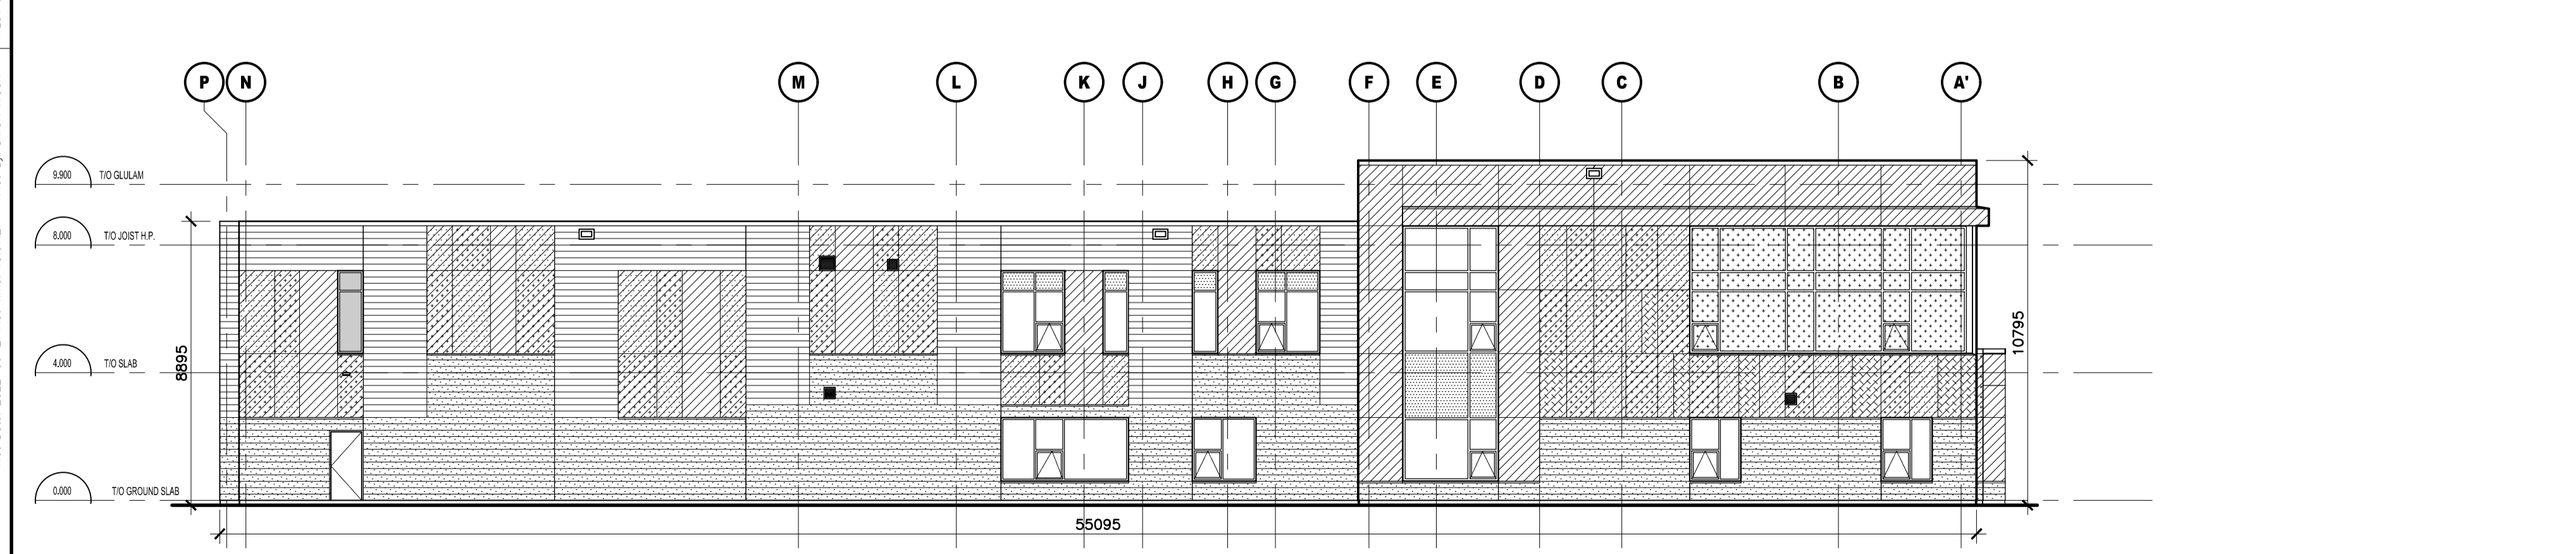 P N M L K J H G F E D C B A'
9.900 T/O GLULAM
8.000 T/O JOIST H.P.
4.000 T/O SLAB
8895
10795
0.000 T/O GROUND SLAB
55095